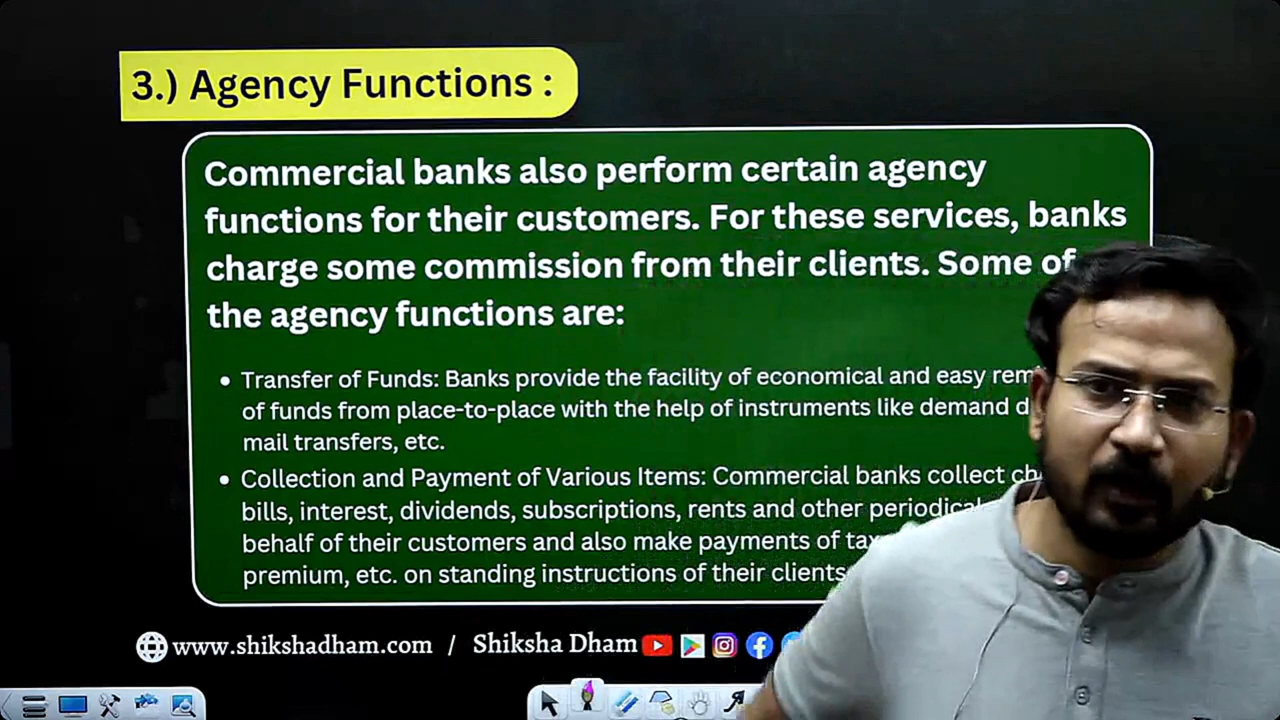 3.) Agency Functions :
Commercial banks also perform certain agency
functions for their customers. For these services, banks
charge some commission from their clients. Some of
the agency functions are:
• Transfer of Funds: Banks provide the facility of economical and easy
of funds from place-to-place with the help of instruments like demand
mail transfers, etc.
• Collection and Payment of Various Items: Commercial banks collect
bills, interest, dividends, subscriptions, rents and other
behalf of their customers and also make payments of
premium, etc. on standing instructions of their clients
www.shikshadham.com / Shiksha Dham